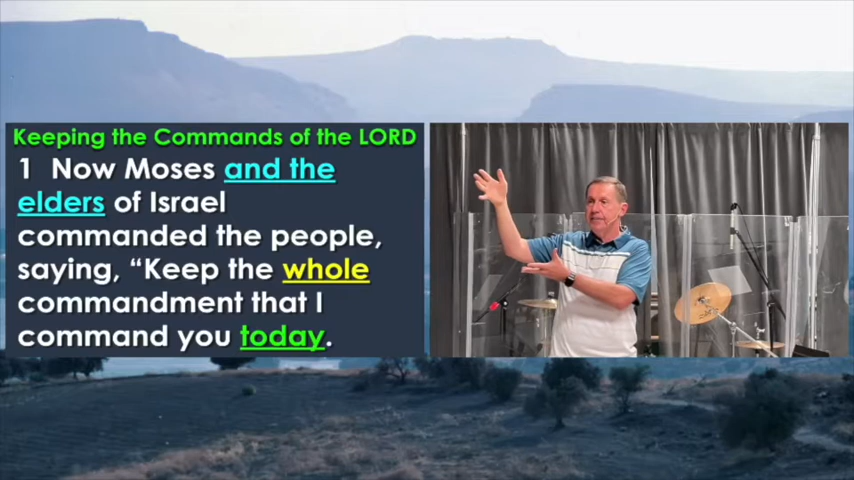 Keeping the Commands of the LORD
1 Now Moses and the
elders of Israel
commanded the people,
saying, “Keep the whole
commandment that I
command you today.